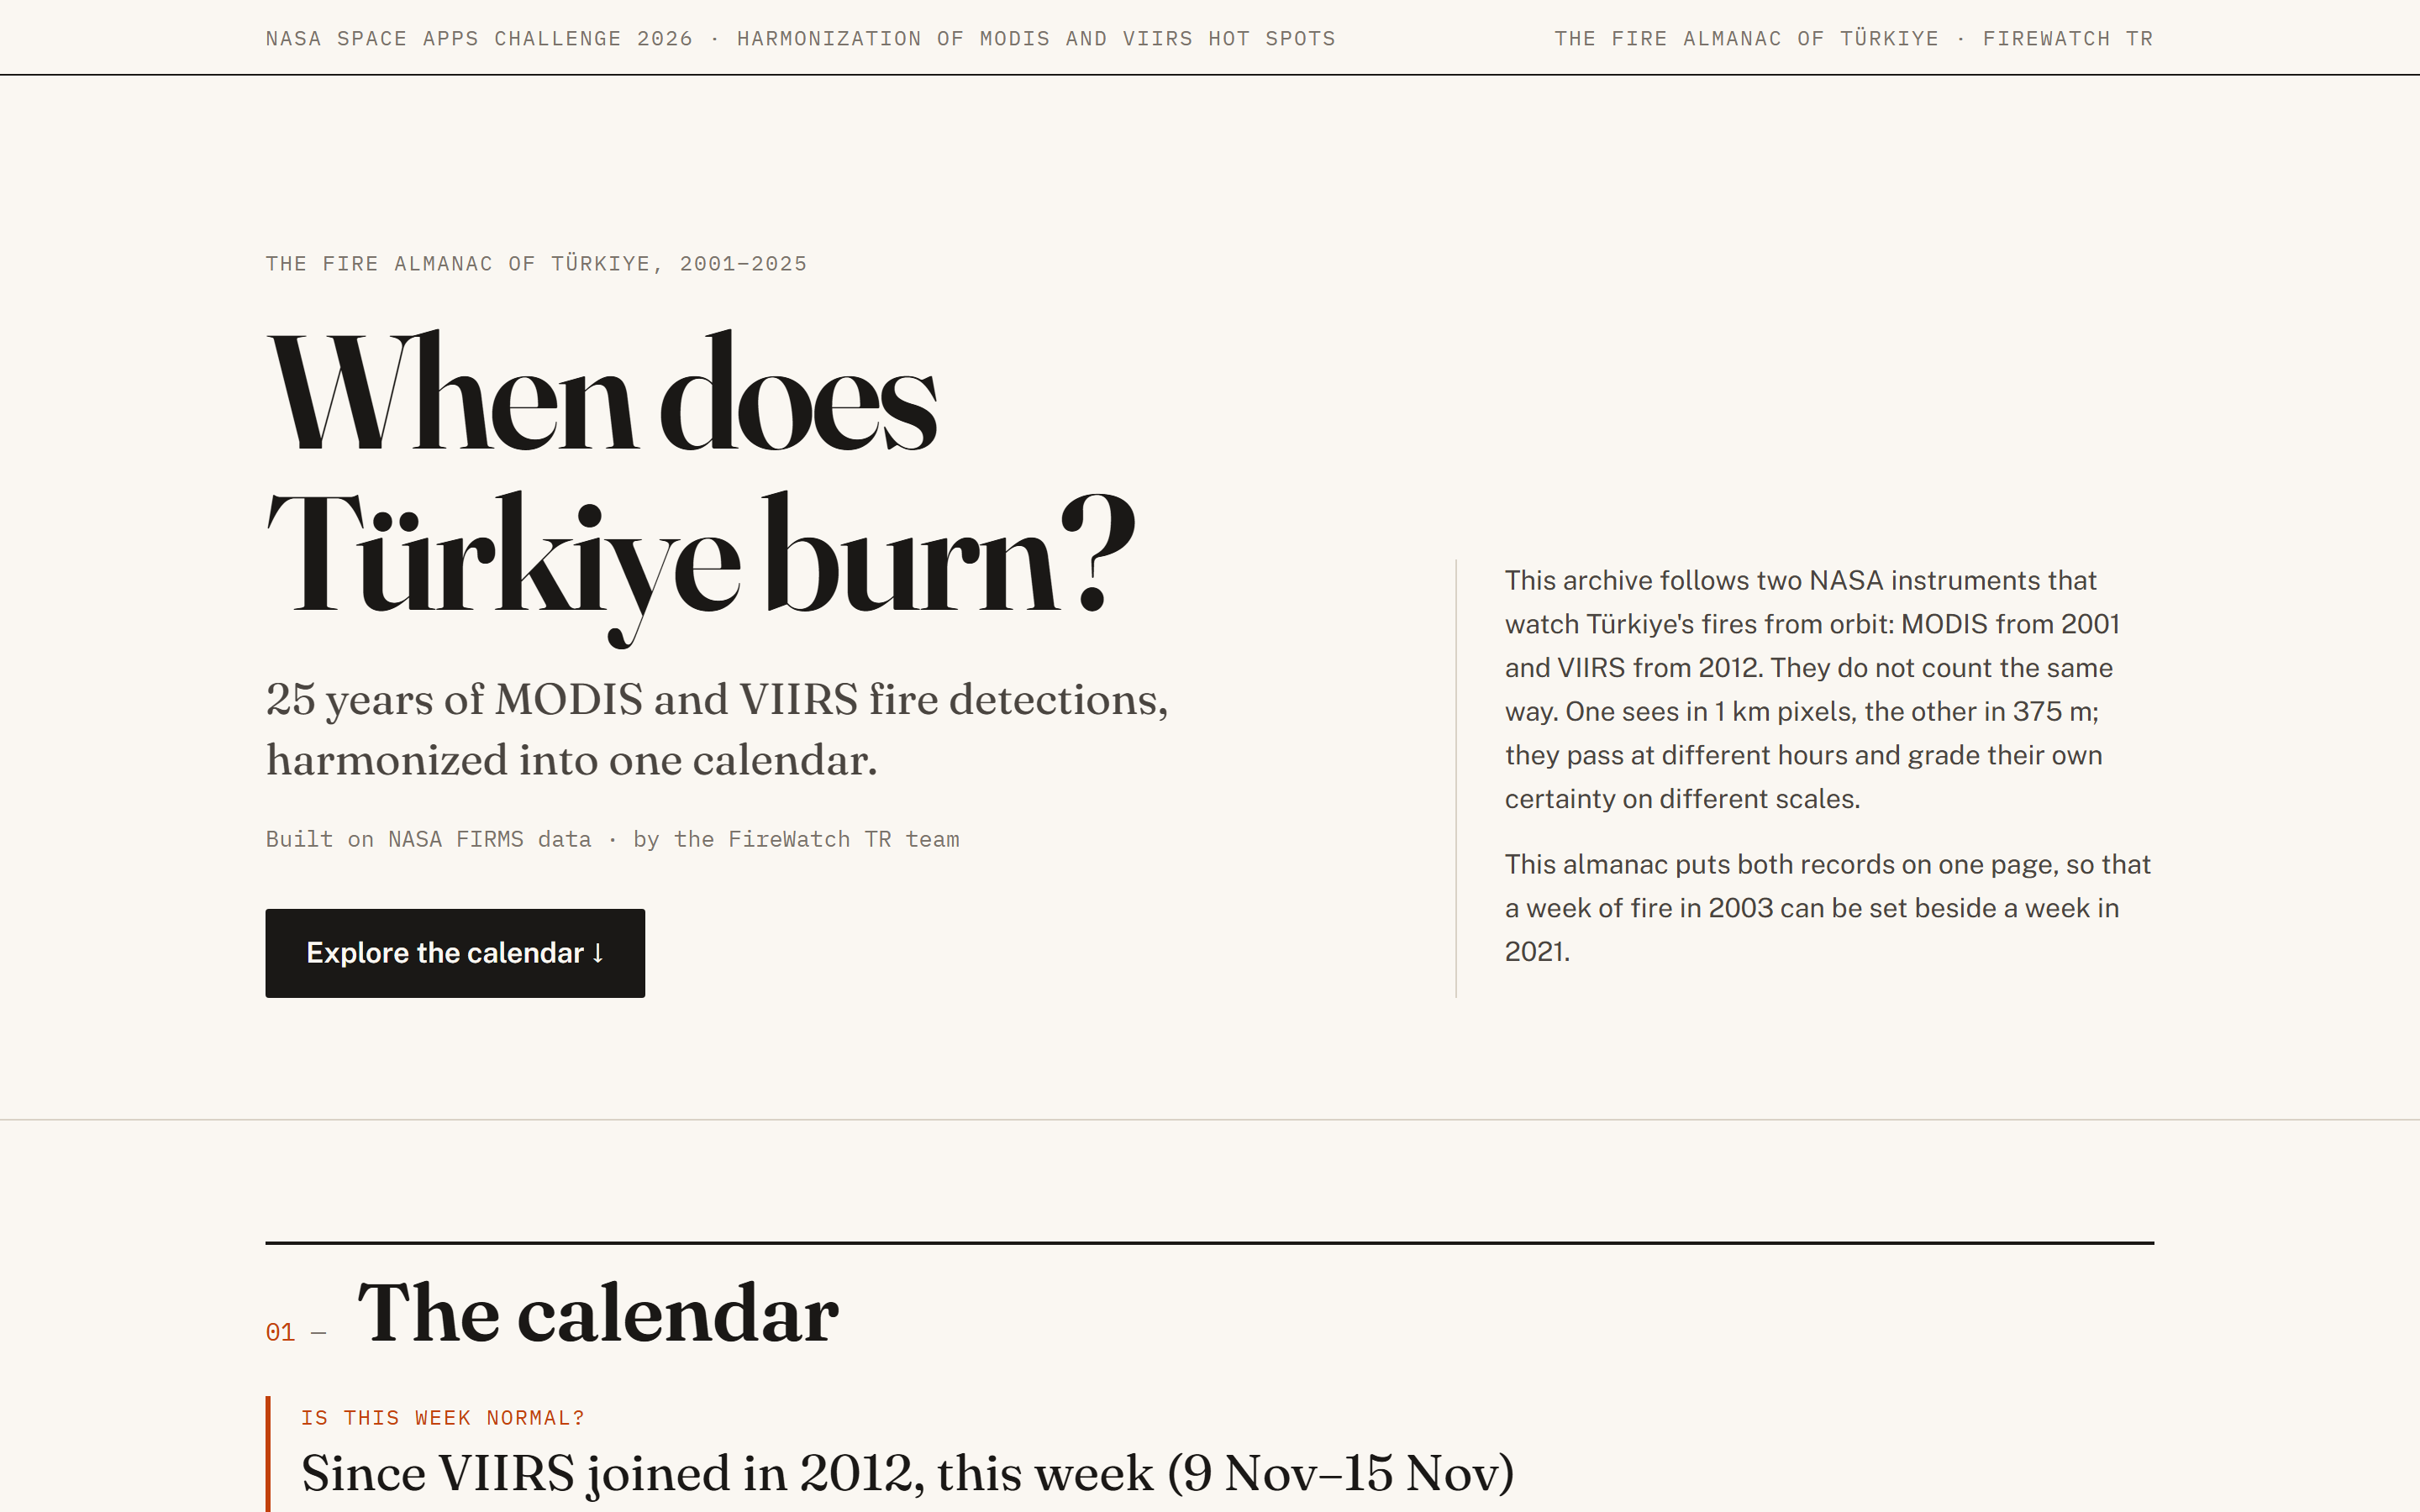 NASA SPACE APPS CHALLENGE 2026 · HARMONIZATION OF MODIS AND VIIRS HOT SPOTS
THE FIRE ALMANAC OF TÜRKIYE · FIREWATCH TR
THE FIRE ALMANAC OF TÜRKIYE, 2001–2025
When does
Türkiye burn?
25 years of MODIS and VIIRS fire detections,
harmonized into one calendar.
Built on NASA FIRMS data · by the FireWatch TR team
Explore the calendar ↓
This archive follows two NASA instruments that
watch Türkiye's fires from orbit: MODIS from 2001
and VIIRS from 2012. They do not count the same
way. One sees in 1 km pixels, the other in 375 m;
they pass at different hours and grade their own
certainty on different scales.
This almanac puts both records on one page, so that
a week of fire in 2003 can be set beside a week in
2021.
01 — The calendar
IS THIS WEEK NORMAL?
Since VIIRS joined in 2012, this week (9 Nov–15 Nov)